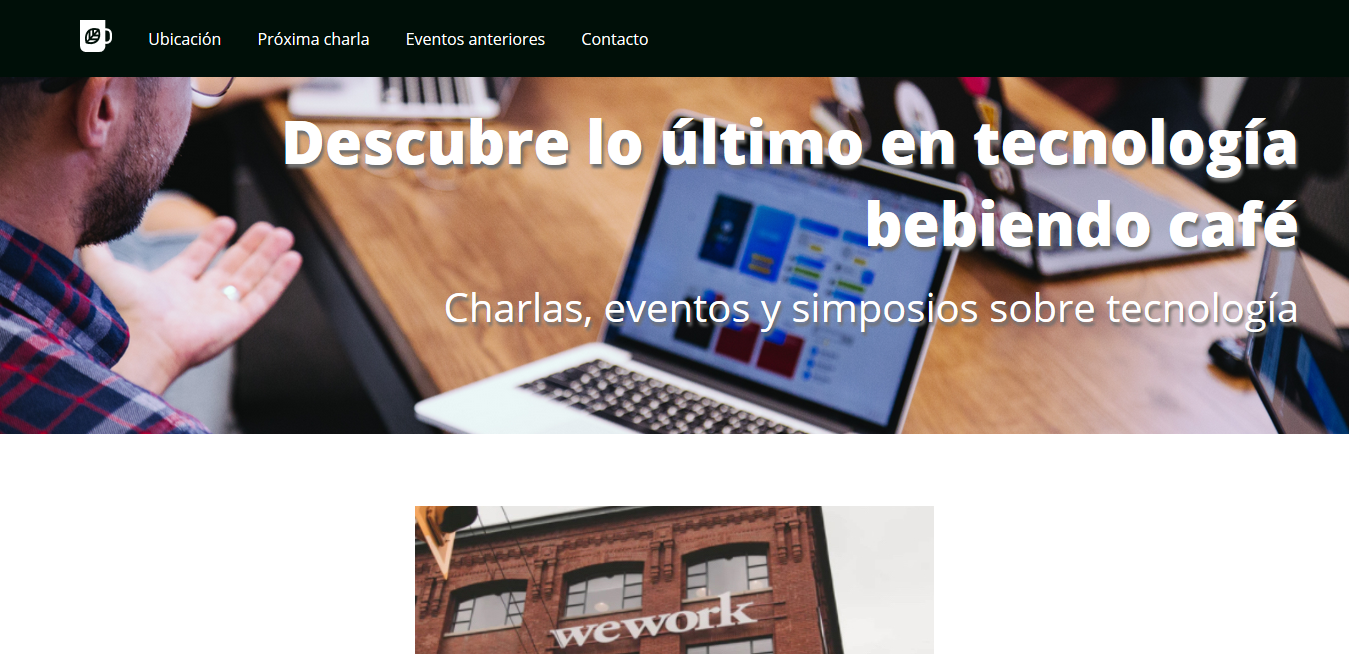 Ubicación
Próxima charla
Eventos anteriores
Contacto
Descubre lo último en tecnología
bebiendo café
Charlas, eventos y simposios sobre tecnología
wework